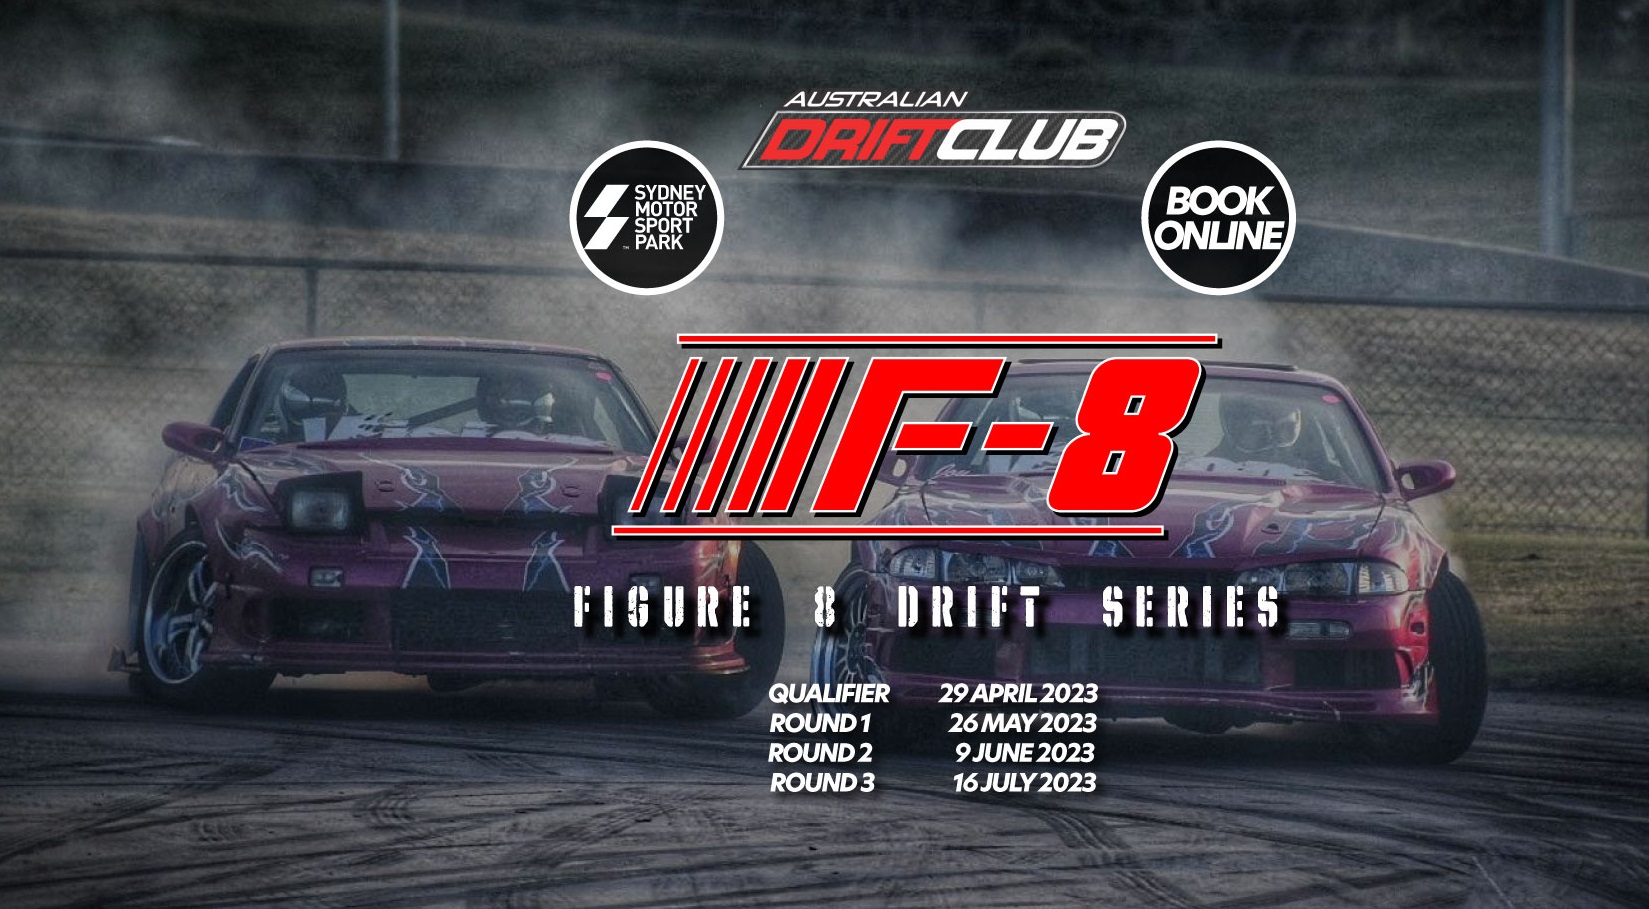 AUSTRALIAN
DRIFTCLUB
SYDNEY
MOTOR
SPORT
PARK
™
BOOK
ONLINE
F-8
FIGURE 8 DRIFT SERIES
QUALIFIER 29 APRIL 2023
ROUND 1 26 MAY 2023
ROUND 2 9 JUNE 2023
ROUND 3 16 JULY 2023